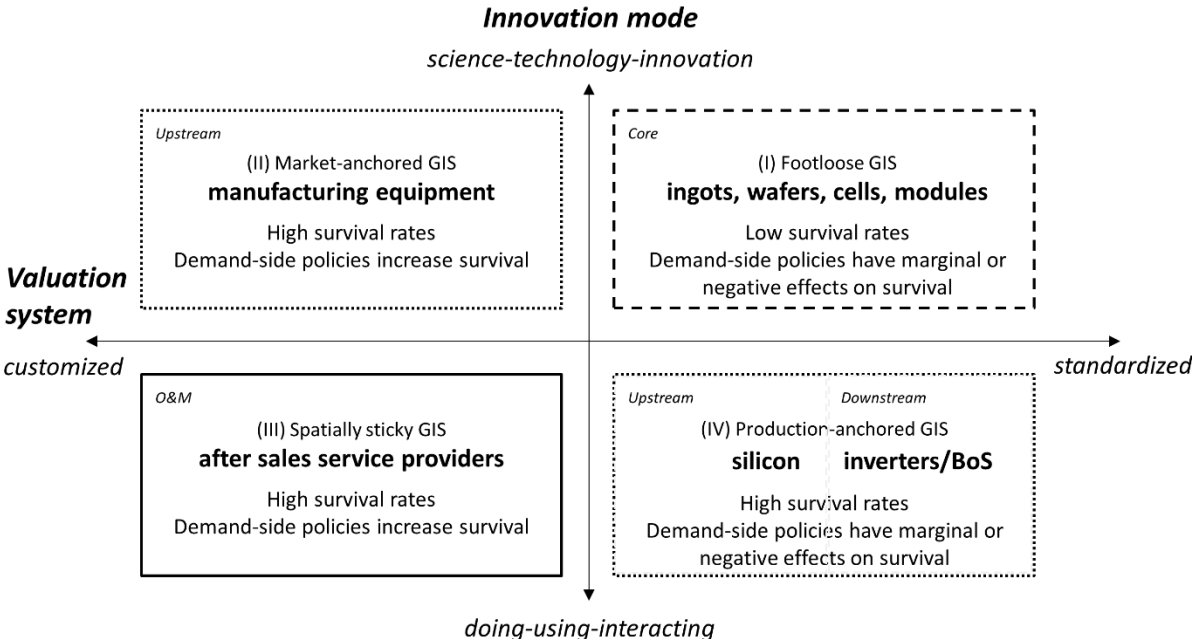 Innovation mode
science-technology-innovation
Upstream
(II) Market-anchored GIS
manufacturing equipment
High survival rates
Demand-side policies increase survival
Core
(I) Footloose GIS
ingots, wafers, cells, modules
Low survival rates
Demand-side policies have marginal or
negative effects on survival
Valuation
system
customized
standardized
O&M
(III) Spatially sticky GIS
after sales service providers
High survival rates
Demand-side policies increase survival
Upstream Downstream
(IV) Production-anchored GIS
silicon inverters/BoS
High survival rates
Demand-side policies have marginal or
negative effects on survival
doing-using-interacting